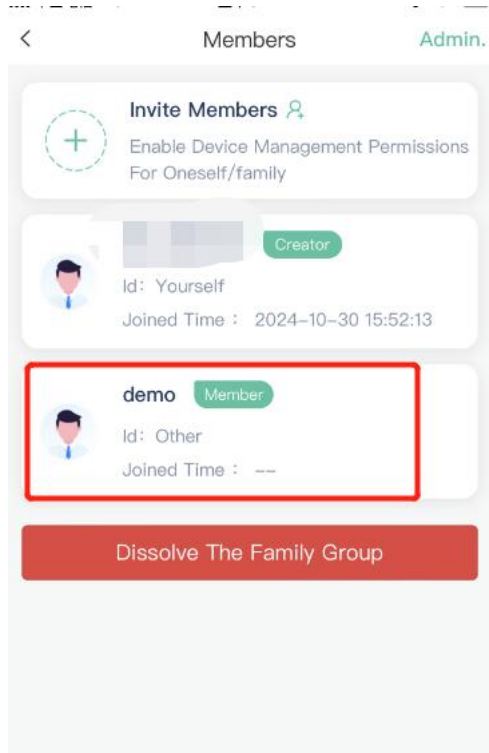 Members
Admin.
Invite Members
Enable Device Management Permissions
For Oneself/family
Creator
Id: Yourself
Joined Time : 2024-10-30 15:52:13
demo Member
Id: Other
Joined Time : --
Dissolve The Family Group